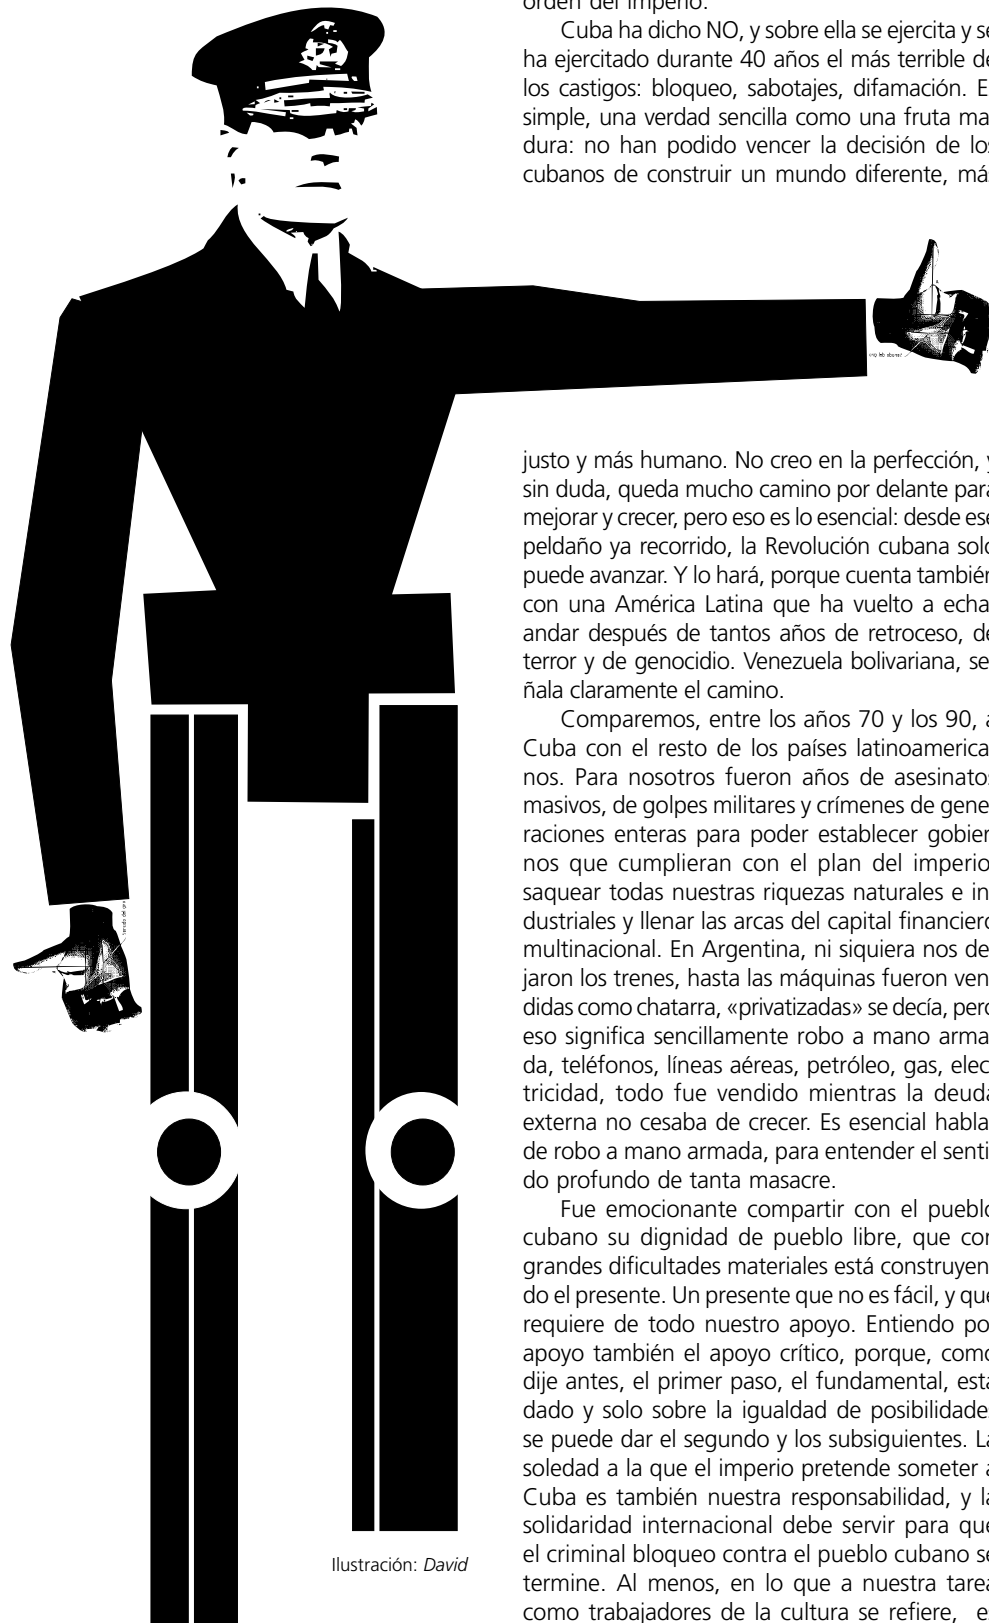 orden del imperio.
Cuba ha dicho NO, y sobre ella se ejercita y se
ha ejercitado durante 40 años el más terrible de
los castigos: bloqueo, sabotajes, difamación. E
simple, una verdad sencilla como una fruta ma
dura: no han podido vencer la decisión de los
cubanos de construir un mundo diferente, más
justo y más humano. No creo en la perfección, y
sin duda, queda mucho camino por delante para
mejorar y crecer, pero eso es lo esencial: desde ese
peldaño ya recorrido, la Revolución cubana solo
puede avanzar. Y lo hará, porque cuenta también
con una América Latina que ha vuelto a echa
andar después de tantos años de retroceso, de
terror y de genocidio. Venezuela bolivariana, se
ñala claramente el camino.
Comparemos, entre los años 70 y los 90, a
Cuba con el resto de los países latinoamerica
nos. Para nosotros fueron años de asesinatos
masivos, de golpes militares y crímenes de gene
raciones enteras para poder establecer gobier
nos que cumplieran con el plan del imperio
saquear todas nuestras riquezas naturales e in
dustriales y llenar las arcas del capital financiero
multinacional. En Argentina, ni siquiera nos de
jaron los trenes, hasta las máquinas fueron ven
didas como chatarra, «privatizadas» se decía, pero
eso significa sencillamente robo a mano arma
da, teléfonos, líneas aéreas, petróleo, gas, elec
tricidad, todo fue vendido mientras la deuda
externa no cesaba de crecer. Es esencial habla
de robo a mano armada, para entender el senti
do profundo de tanta masacre.
Fue emocionante compartir con el pueblo
cubano su dignidad de pueblo libre, que con
grandes dificultades materiales está construyen
do el presente. Un presente que no es fácil, y que
requiere de todo nuestro apoyo. Entiendo po
apoyo también el apoyo crítico, porque, como
dije antes, el primer paso, el fundamental, está
dado y solo sobre la igualdad de posibilidades
se puede dar el segundo y los subsiguientes. La
soledad a la que el imperio pretende someter a
Cuba es también nuestra responsabilidad, y la
solidaridad internacional debe servir para que
el criminal bloqueo contra el pueblo cubano se
termine. Al menos, en lo que a nuestra tarea
como trabajadores de la cultura se refiere, e
Ilustración: David